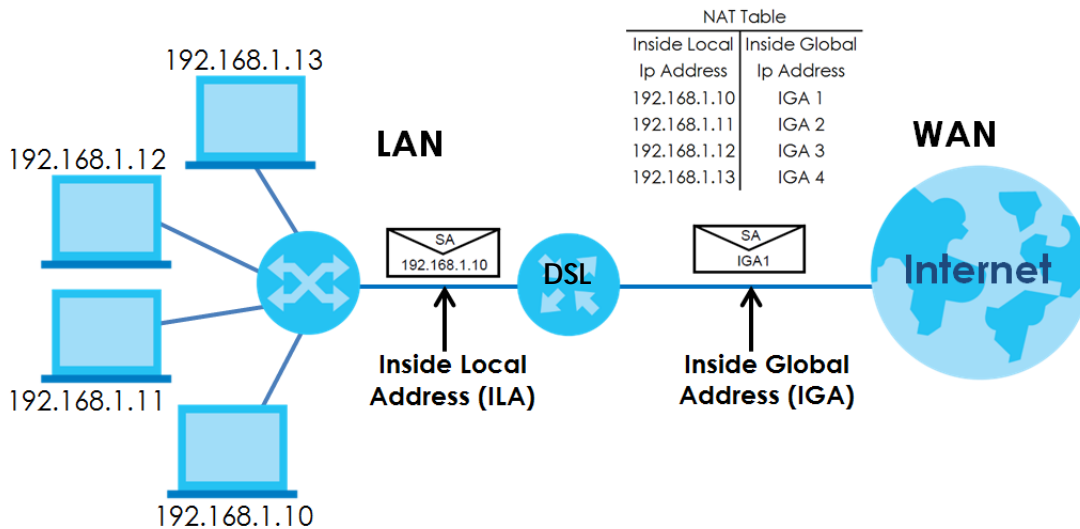 NAT Table
Inside Local Inside Global
Ip Address Ip Address
192.168.1.10 IGA 1
192.168.1.11 IGA 2
192.168.1.12 IGA 3
192.168.1.13 IGA 4
192.168.1.13
LAN
WAN
192.168.1.12
SA
192.168.1.10
DSL
SA
IGA1
Internet
Inside Local
Address (ILA)
Inside Global
Address (IGA)
192.168.1.11
192.168.1.10